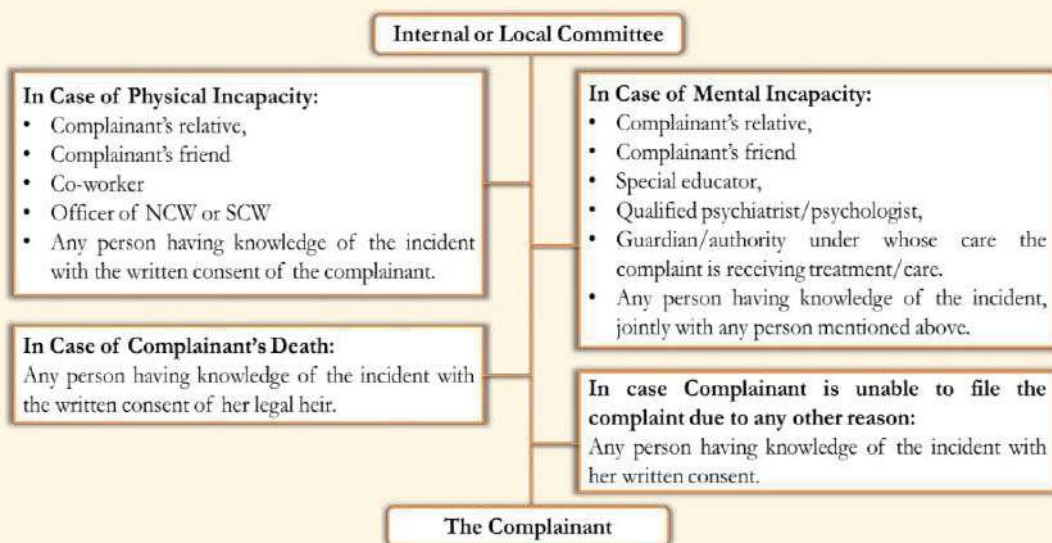 Internal or Local Committee
In Case of Physical Incapacity:
• Complainant's relative,
• Complainant's friend
• Co-worker
• Officer of NCW or SCW
• Any person having knowledge of the incident
with the written consent of the complainant.
In Case of Mental Incapacity:
• Complainant's relative,
• Complainant's friend
• Special educator,
• Qualified psychiatrist/psychologist,
• Guardian/authority under whose care the
complaint is receiving treatment/care.
• Any person having knowledge of the incident,
jointly with any person mentioned above.
In Case of Complainant's Death:
Any person having knowledge of the incident with
the written consent of her legal heir.
In case Complainant is unable to file the
complaint due to any other reason:
Any person having knowledge of the incident with
her written consent.
The Complainant